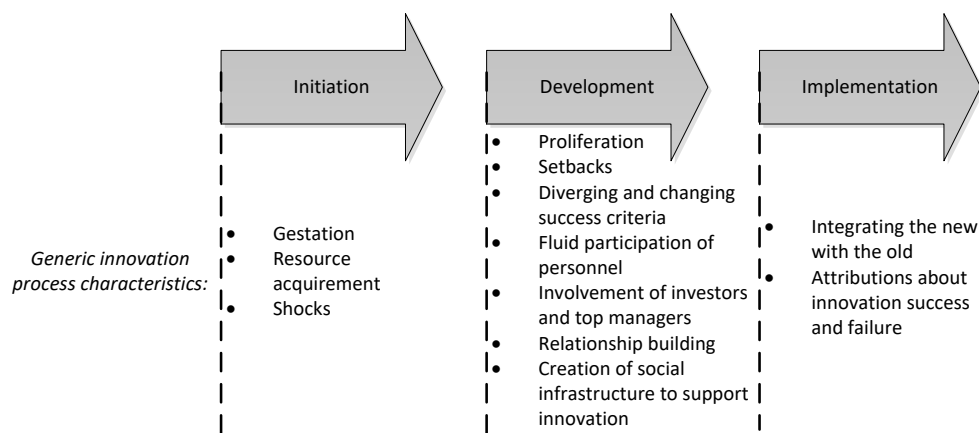 Initiation
Development
Implementation
Generic innovation
process characteristics:
• Gestation
• Resource
acquirement
• Shocks
• Proliferation
• Setbacks
• Diverging and changing
success criteria
• Fluid participation of
personnel
• Involvement of investors
and top managers
• Relationship building
• Creation of social
infrastructure to support
innovation
• Integrating the new
with the old
• Attributions about
innovation success
and failure